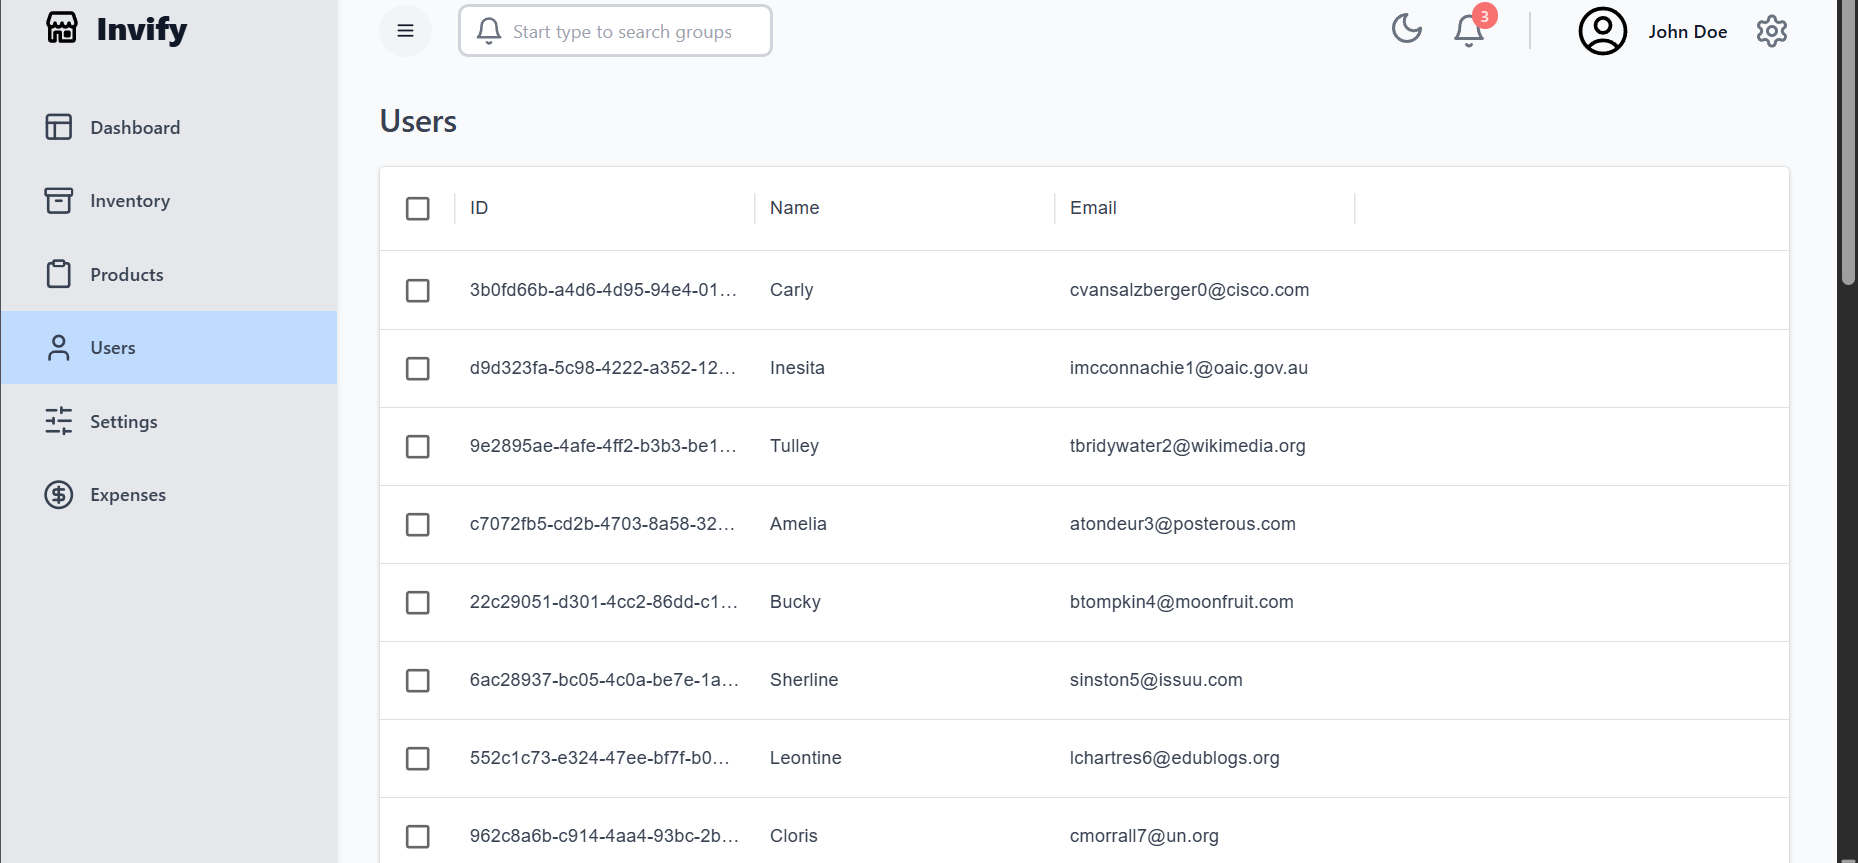 Invify
Start type to search groups
3
John Doe
Dashboard
Inventory
Products
Users
Settings
Expenses
Users
ID Name Email
3b0fd66b-a4d6-4d95-94e4-01... Carly cvansalzberger0@cisco.com
d9d323fa-5c98-4222-a352-12... Inesita imcconnachie1@oaic.gov.au
9e2895ae-4afe-4ff2-b3b3-be1... Tulley tbridywater2@wikimedia.org
c7072fb5-cd2b-4703-8a58-32... Amelia atondeur3@posterous.com
22c29051-d301-4cc2-86dd-c1... Bucky btompkin4@moonfruit.com
6ac28937-bc05-4c0a-be7e-1a... Sherline sinston5@issuu.com
552c1c73-e324-47ee-bf7f-b0... Leontine lchartres6@edublogs.org
962c8a6b-c914-4aa4-93bc-2b... Cloris cmorrall7@un.org